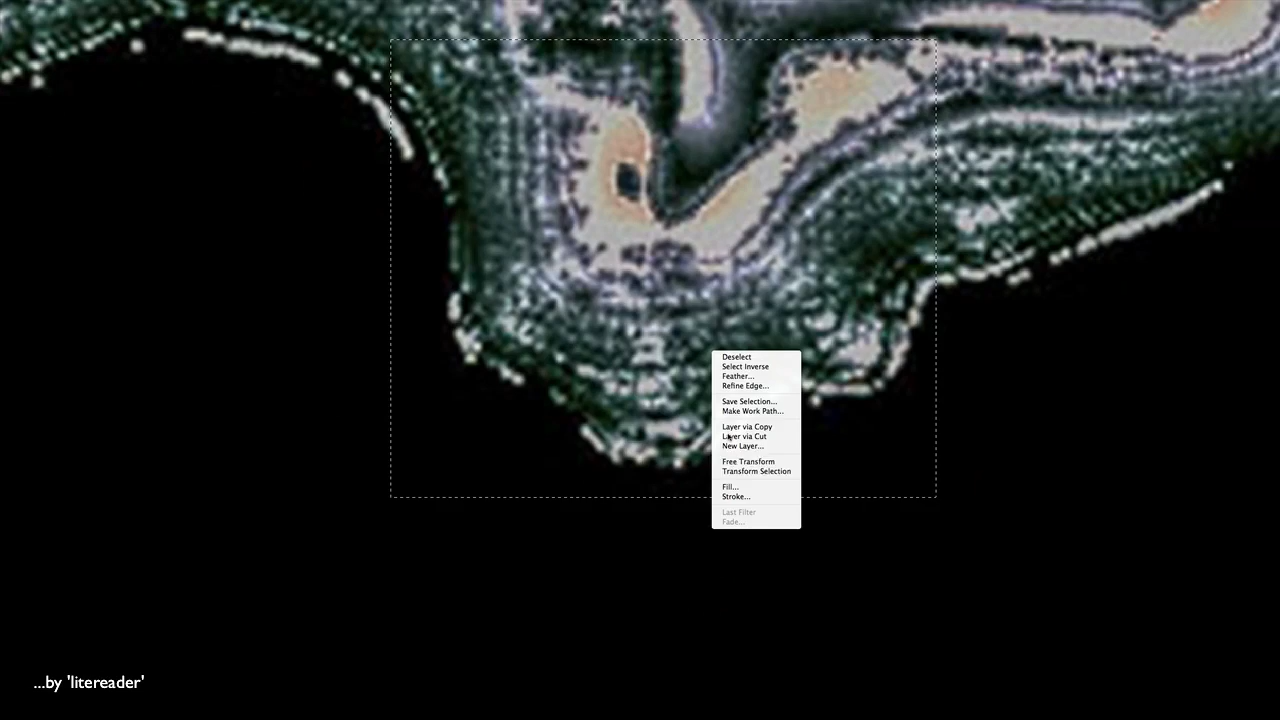 Deselect
Select Inverse
Feather...
Refine Edge...
Save Selection...
Make Work Path...
Layer via Copy
Layer via Cut
New Layer...
Free Transform
Transform Selection
Fill...
Stroke...
Last Filter
Fade...
...by 'litereader'